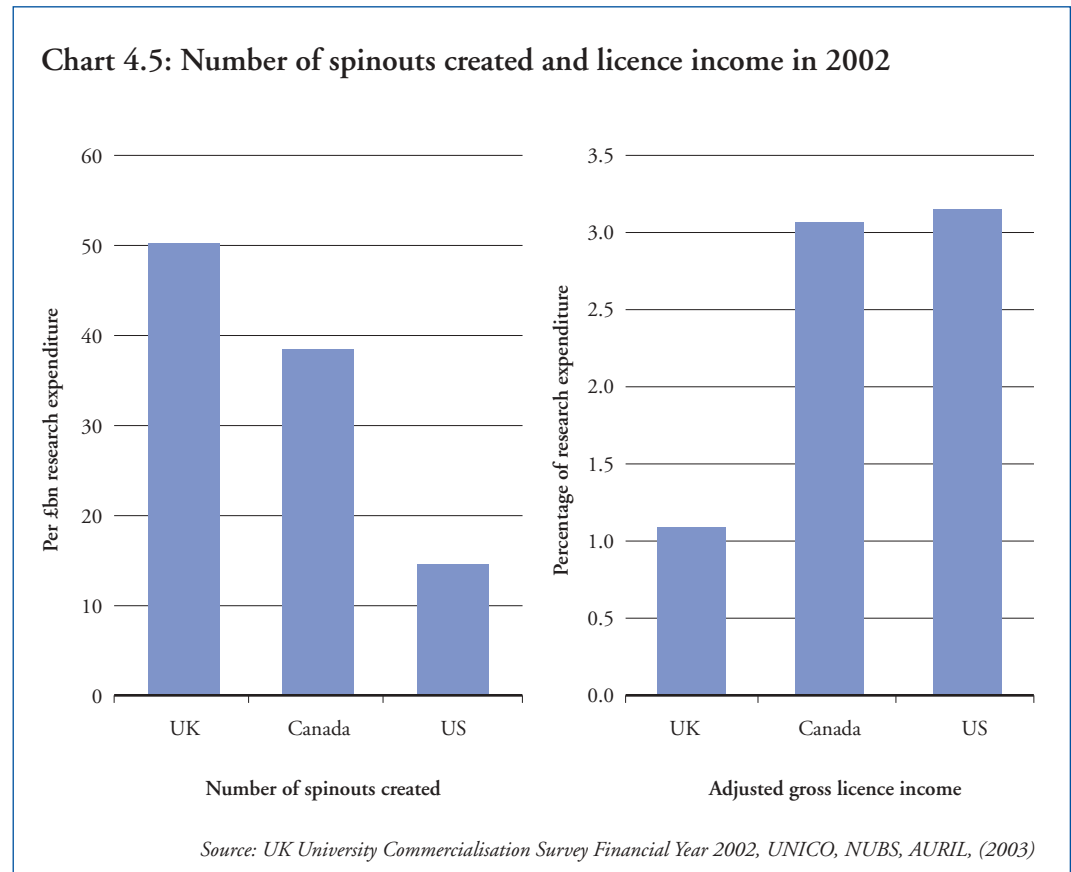 Chart 4.5: Number of spinouts created and licence income in 2002
60
50
40
30
20
10
0
Per £bn research expenditure
UK Canada US
Number of spinouts created
3.5
3.0
2.5
2.0
1.5
1.0
0.5
0.0
Percentage of research expenditure
UK Canada US
Adjusted gross licence income
Source: UK University Commercialisation Survey Financial Year 2002, UNICO, NUBS, AURIL, (2003)